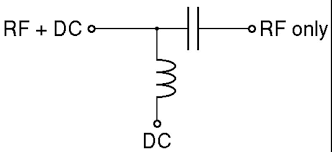 RF + DC
RF only
DC